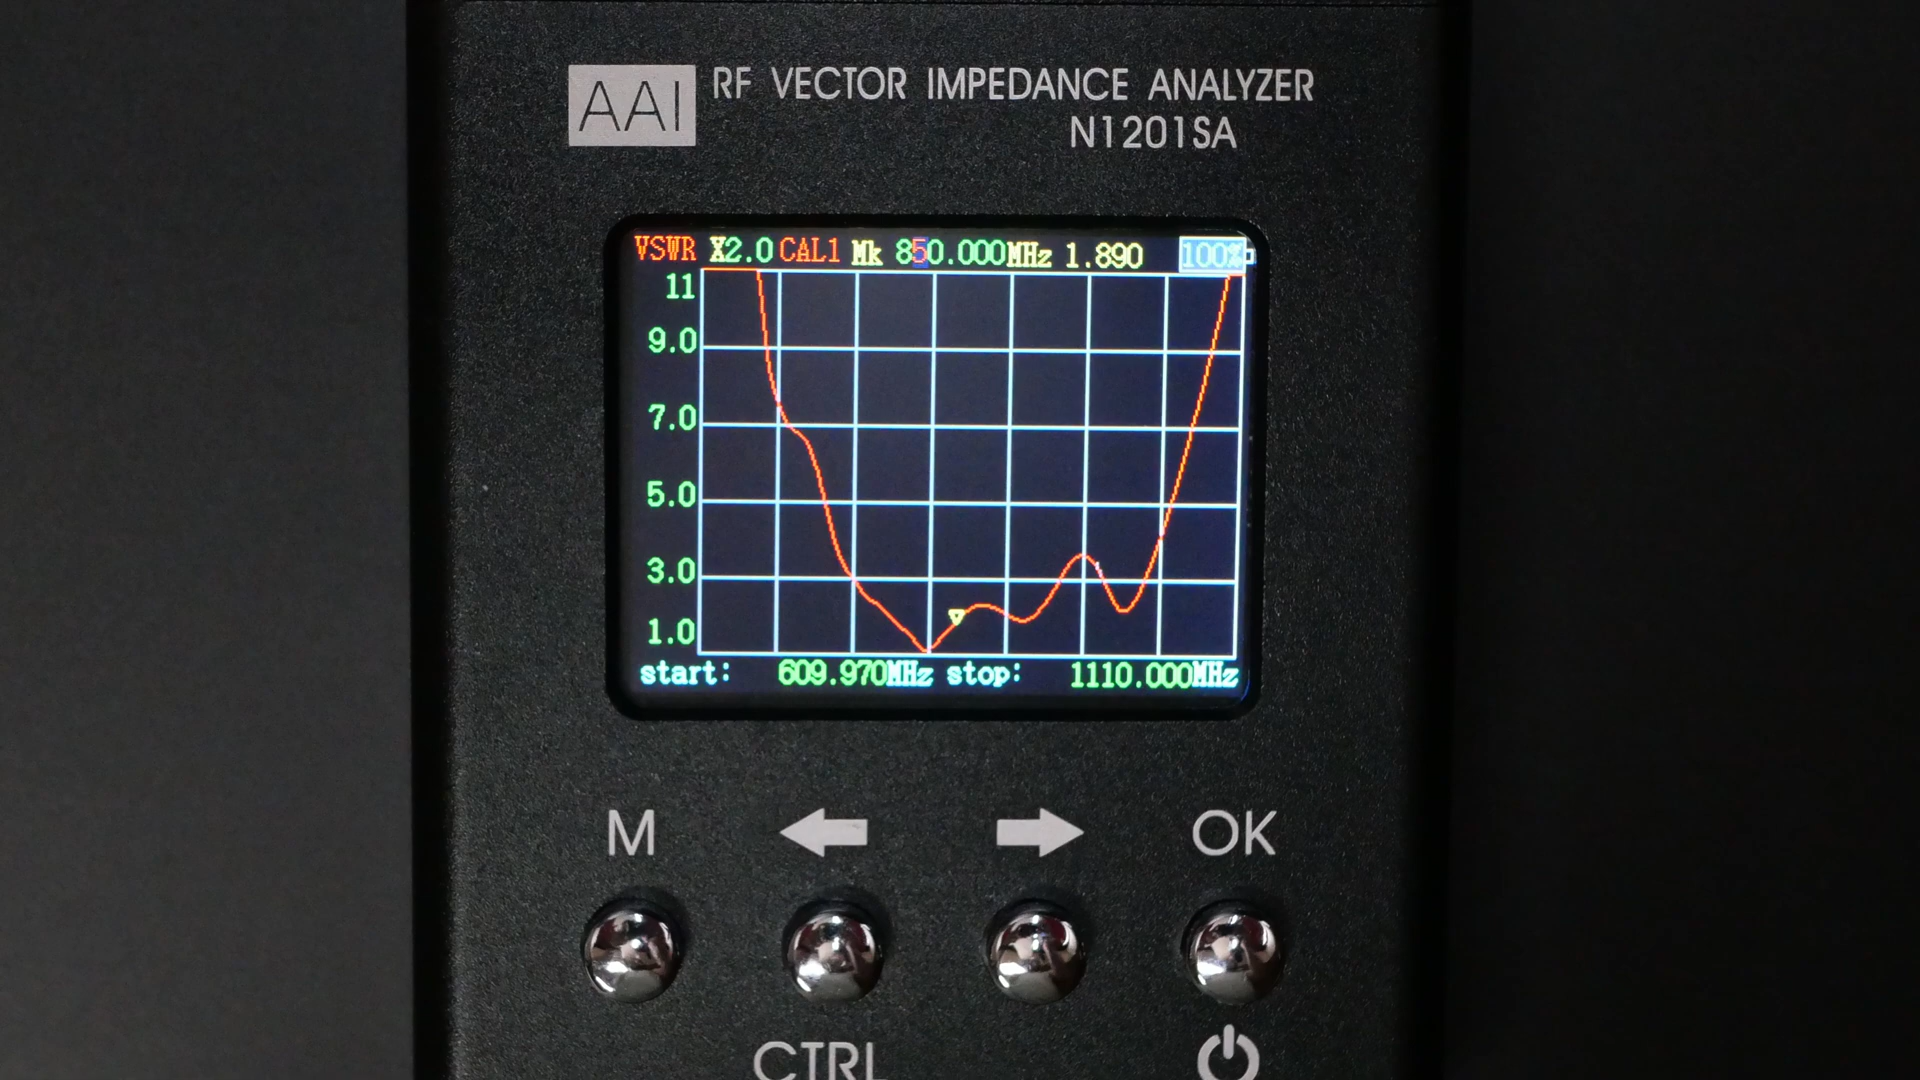 AAI RF VECTOR IMPEDANCE ANALYZER
N1201SA
VSWR X2.0 CAL1 Mk 850.000MHz 1.890 100%
11
9.0
7.0
5.0
3.0
1.0
start: 609.970MHz stop: 1110.000MHz
M OK
CTRL